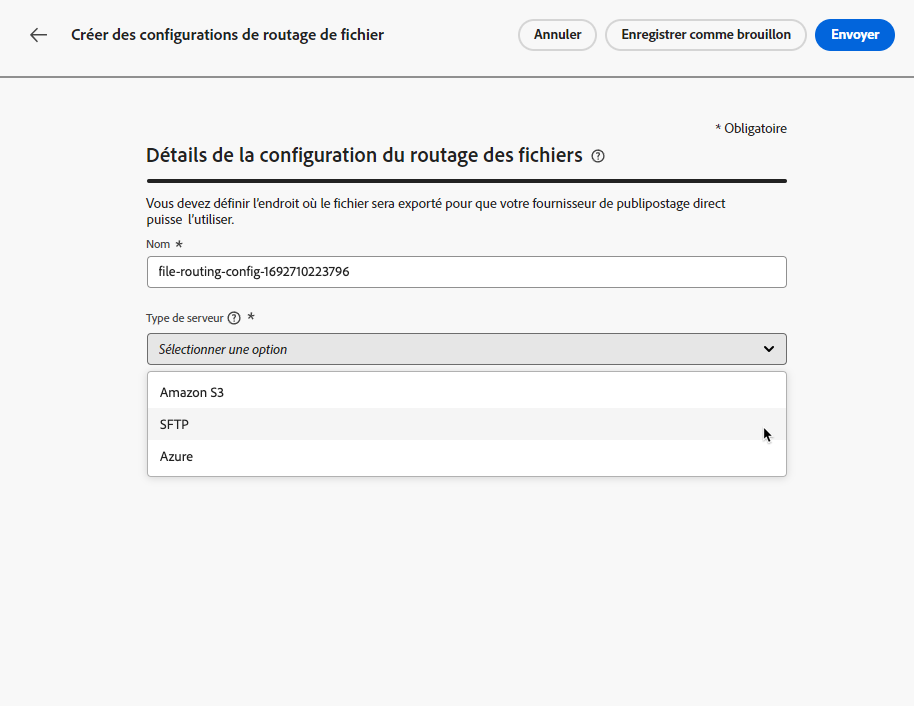 Créer des configurations de routage de fichier
Annuler
Enregistrer comme brouillon
Envoyer
* Obligatoire
Détails de la configuration du routage des fichiers
Vous devez définir l'endroit où le fichier sera exporté pour que votre fournisseur de publipostage direct
puisse l'utiliser.
Nom *
file-routing-config-1692710223796
Type de serveur ? *
Sélectionner une option
Amazon S3
SFTP
Azure